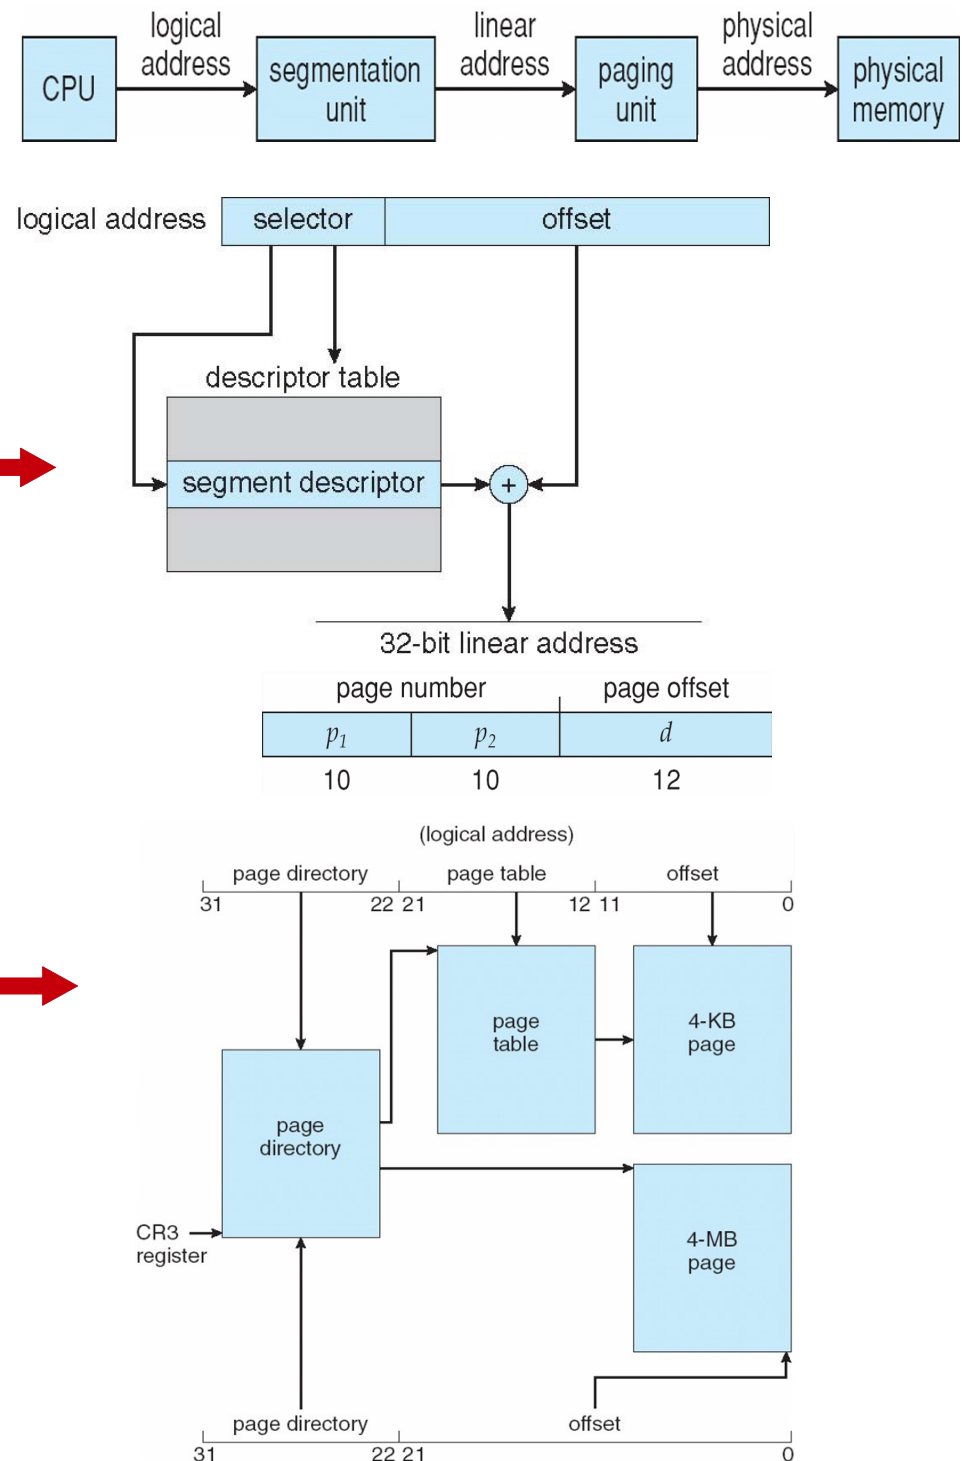 logical address
linear address
physical address
CPU
segmentation unit
paging unit
physical memory
logical address
selector
offset
descriptor table
segment descriptor
+
32-bit linear address
page number
page offset
p1
p2
d
10
10
12
(logical address)
page directory
page table
offset
31
22 21
12 11
0
page table
4-KB page
page directory
CR3 register
4-MB page
page directory
offset
31
22 21
0